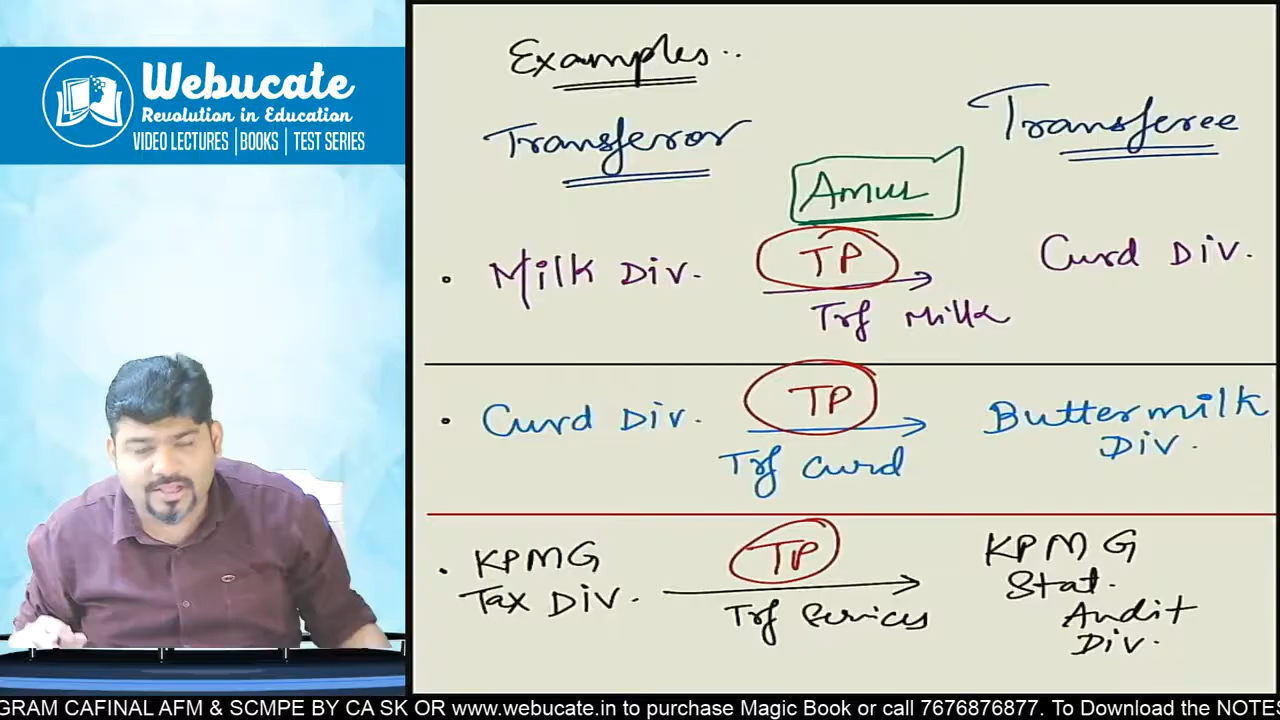 Webucate
Revolution in Education
VIDEO LECTURES | BOOKS | TEST SERIES
Examples..
Transferor
Transferee
Amul
Milk Div.
TP
Trf Milk
Curd Div.
Curd Div.
TP
Trf Curd
Buttermilk
Div.
KPMG
Tax Div.
TP
Trf Services
KPMG
Stat.
Audit
Div.
GRAM CAFINAL AFM & SCMPE BY CA SK OR www.webucate.in to purchase Magic Book or call 7676876877. To Download the NOTES